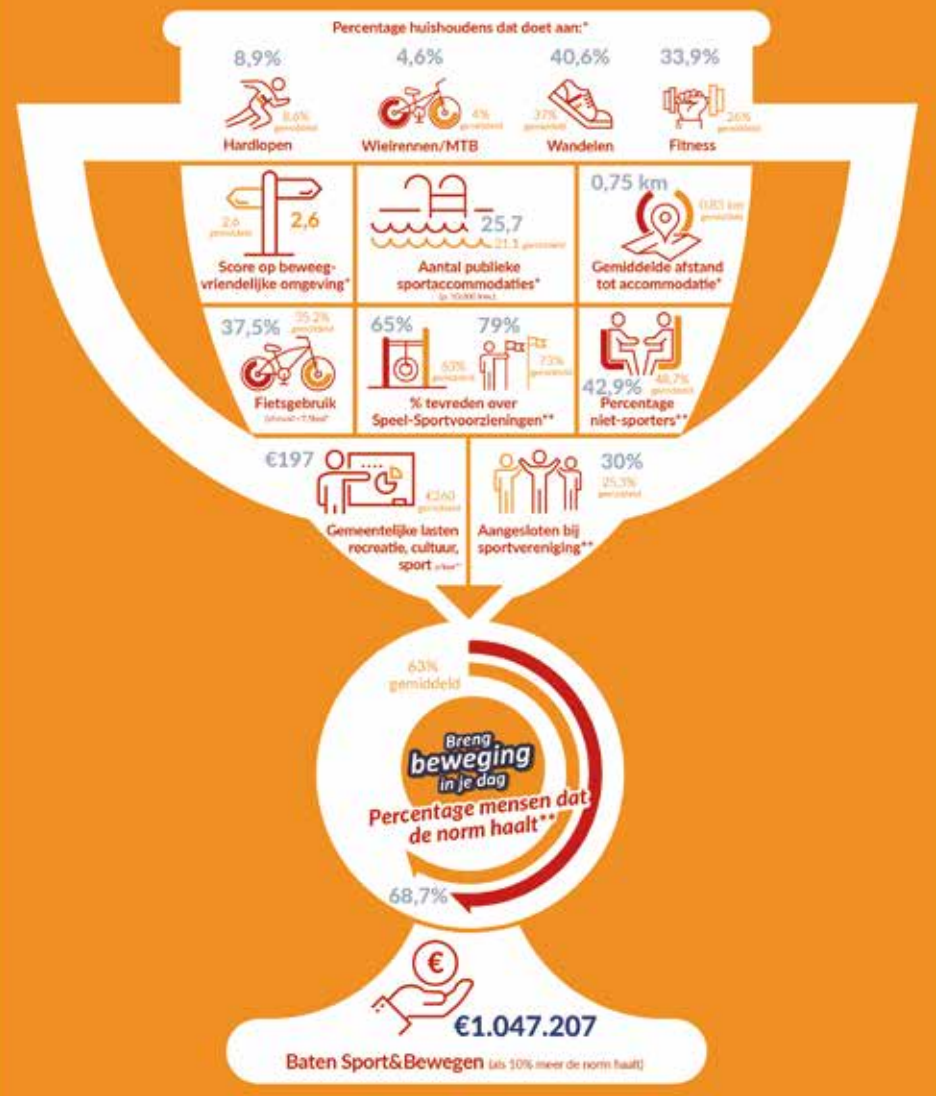 Percentage huishoudens dat doet aan:*
8,9%
4,6%
40,6%
33,9%
8,6%
gemiddeld
4%
gemiddeld
37%
gemiddeld
26%
gemiddeld
Hardlopen
Wielrennen/MTB
Wandelen
Fitness
2,6
gemiddeld
2,6
Score op beweeg-
vriendelijke omgeving*
25,7
21,1 gemiddeld
Aantal publieke
sportaccommodaties*
0,75 km
0,83 km
gemiddeld
Gemiddelde afstand
tot accommodatie*
37,5%
35,2%
gemiddeld
Fietsgebruik
65%
63%
gemiddeld
79%
73%
gemiddeld
% tevreden over
Speel-Sportvoorzieningen**
42,9%
48,7%
gemiddeld
Percentage
niet-sporters**
€197
€260
gemiddeld
Gemeentelijke lasten
recreatie, cultuur,
sport
30%
25,3%
gemiddeld
Aangesloten bij
sportvereniging**
63%
gemiddeld
Breng
beweging
in je dag
Percentage mensen dat
de norm haalt**
68,7%
€
€1.047.207
Baten Sport&Bewegen (als 10% meer de norm haalt)